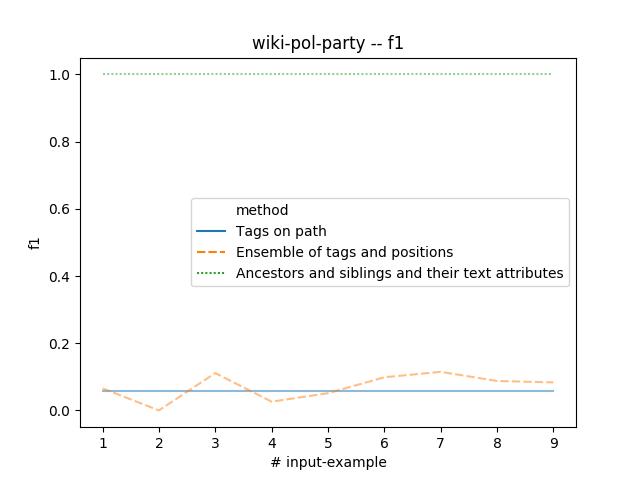 wiki-pol-party -- f1
1.0
0.8
0.6
0.4
0.2
0.0
f1
method
Tags on path
Ensemble of tags and positions
Ancestors and siblings and their text attributes
1 2 3 4 5 6 7 8 9
# input-example